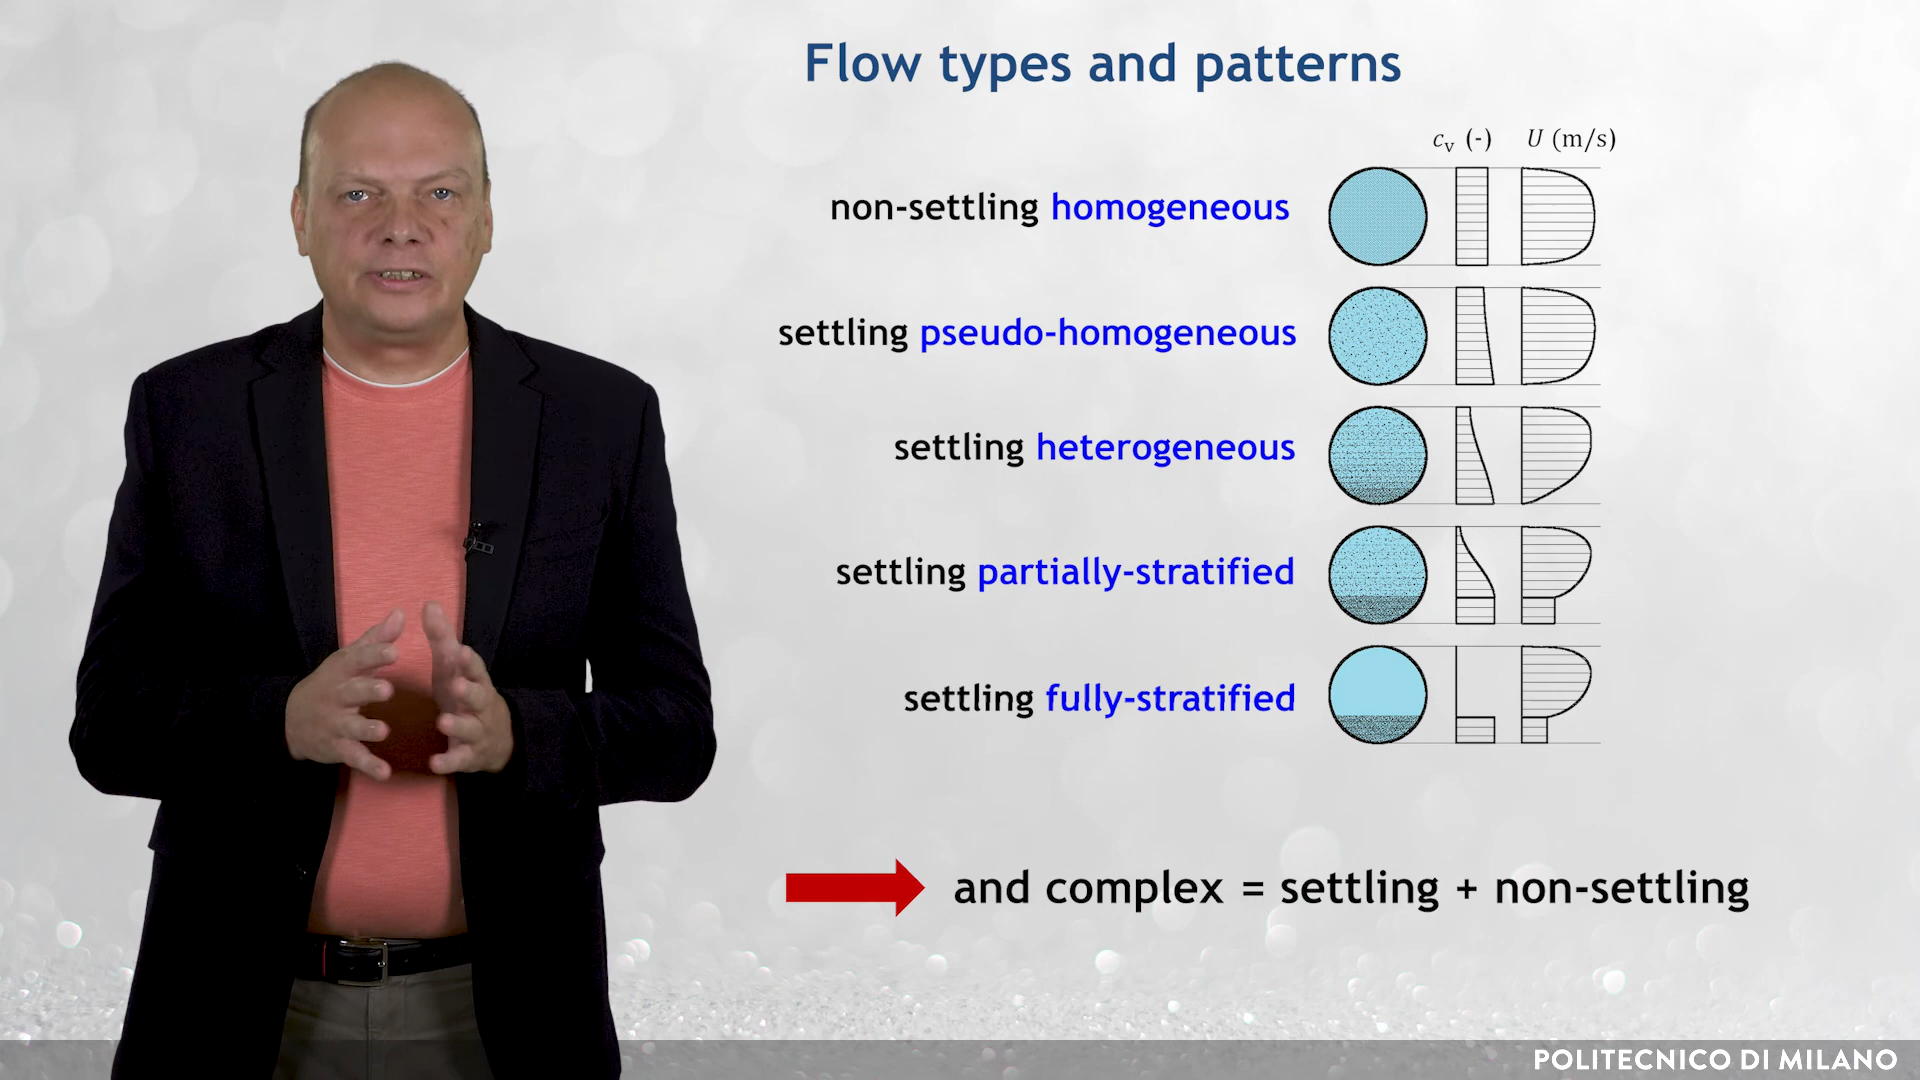 Flow types and patterns
c_v (-) U (m/s)
non-settling homogeneous
settling pseudo-homogeneous
settling heterogeneous
settling partially-stratified
settling fully-stratified
and complex = settling + non-settling
POLITECNICO DI MILANO